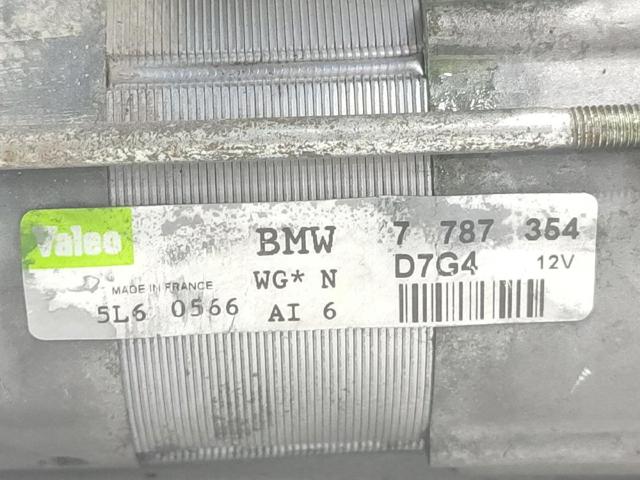 Valeo BMW 7 787 354
WG* N D7G4 12V
MADE IN FRANCE
5L6 0566 AI 6